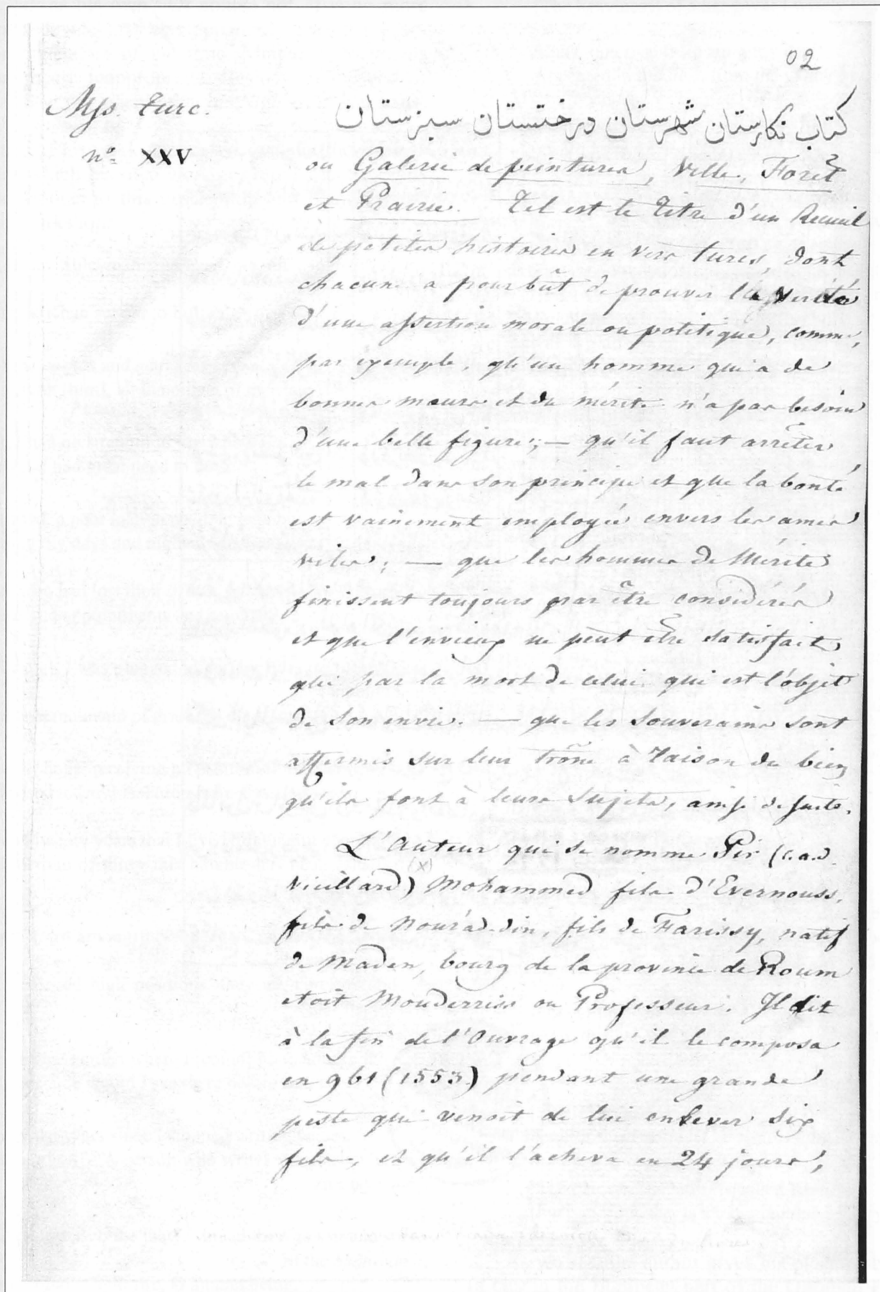 02
Mss. Turc.
nº XXV
كتاب نكارستان شهرستان درختستان سبزستان
ou Galerie de peintures, Ville, Forêt
et Prairie. Tel est le titre d'un Recueil
de petites histoires en vers turcs, dont
chacune a pour bût de prouver la verité
d'une assertion morale ou politique, comme,
par exemple, qu'un homme qui a de
bonnes mœurs et du mérite n'a pas besoin
d'une belle figure; — qu'il faut arrêter
le mal dans son principe et que la bonté
est vainement employée envers les ames
viles; — que les hommes de Mérite
finissent toujours par être considérés
et que l'envieux ne peut être satisfait
que par la mort de celui qui est l'objet
de son envie. — que les souverains sont
affermis sur leur trône à raison du bien
qu'ils font à leurs sujets, ainsi de suite.
L'Auteur qui se nomme Pir (c.a.d.
(x)
Vieillard) Mohammed fils d'Evernouss,
fils de Nour'ad-din, fils de Farissy, natif
de Maden, bourg de la province de Roum
etoit Mouderriss ou Professeur. Il dit
à la fin de l'Ouvrage qu'il le composa
en 961 (1553) pendant une grande
peste qui venoit de lui enlever six
fils, et qu'il l'acheva en 24 jours,